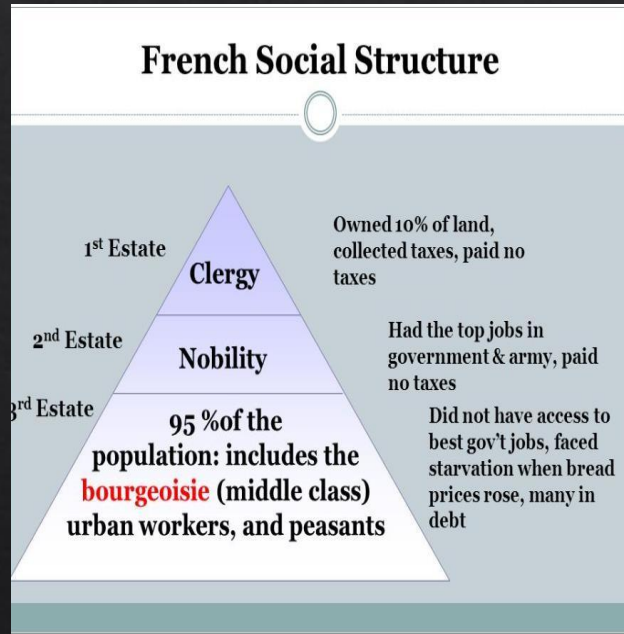 French Social Structure
1st Estate
Clergy
Owned 10% of land,
collected taxes, paid no
taxes
2nd Estate
Nobility
Had the top jobs in
government & army, paid
no taxes
3rd Estate
95 %of the
population: includes the
bourgeoisie (middle class)
urban workers, and peasants
Did not have access to
best gov't jobs, faced
starvation when bread
prices rose, many in
debt